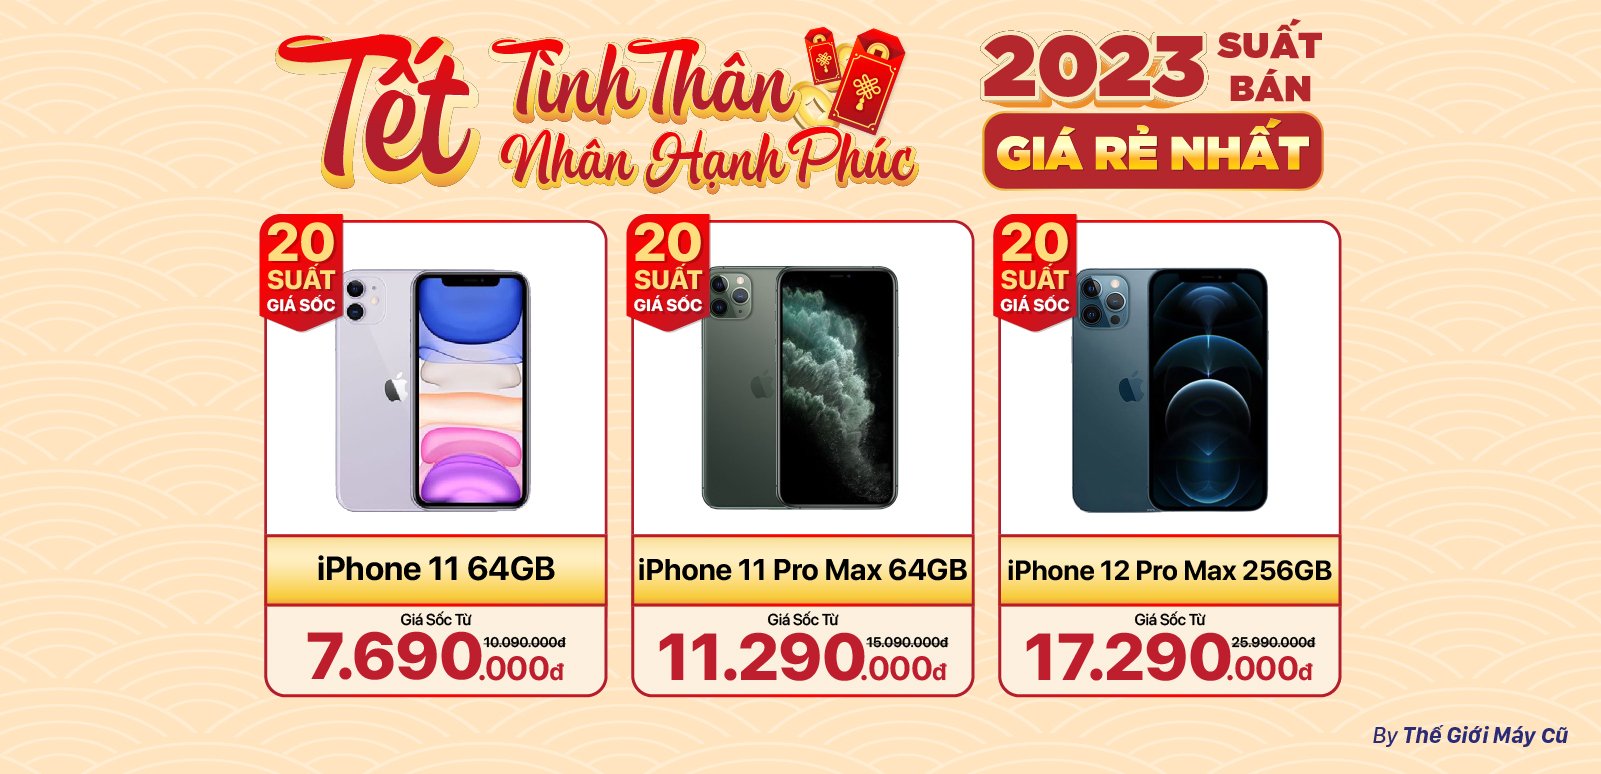 Tết Tình Thân
Nhân Hạnh Phúc
2023 SUẤT
BÁN
GIÁ RẺ NHẤT
20
SUẤT
GIÁ SỐC
iPhone 11 64GB
Giá Sốc Từ
10.090.000đ
7.690.000đ
20
SUẤT
GIÁ SỐC
iPhone 11 Pro Max 64GB
Giá Sốc Từ
15.090.000đ
11.290.000đ
20
SUẤT
GIÁ SỐC
iPhone 12 Pro Max 256GB
Giá Sốc Từ
25.990.000đ
17.290.000đ
By Thế Giới Máy Cũ